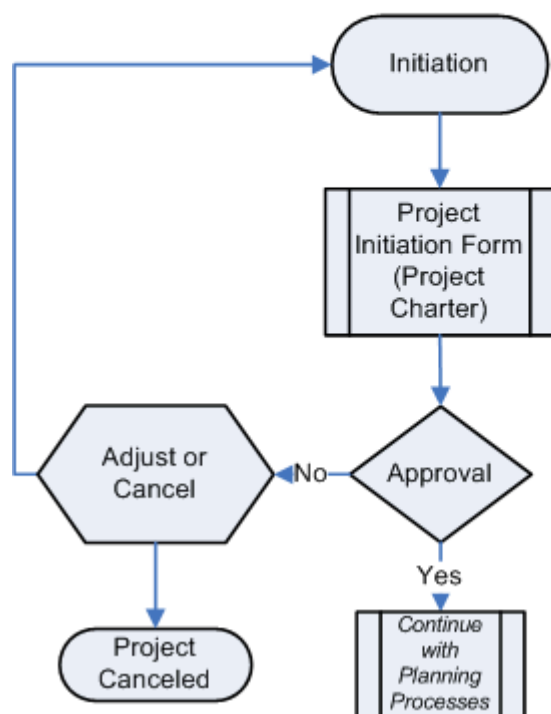 Initiation
Project
Initiation Form
(Project
Charter)
Adjust or
Cancel
No
Approval
Yes
Project
Canceled
Continue
with
Planning
Processes